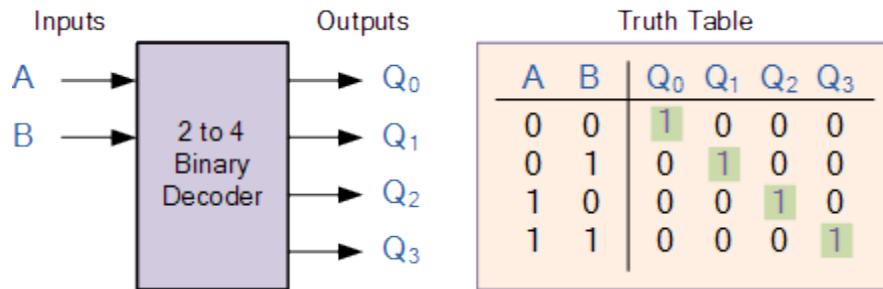 Inputs Outputs Truth Table
A Q₀
B Q₁
2 to 4
Binary
Decoder
Q₂
Q₃
A B Q₀ Q₁ Q₂ Q₃
0 0 1 0 0 0
0 1 0 1 0 0
1 0 0 0 1 0
1 1 0 0 0 1